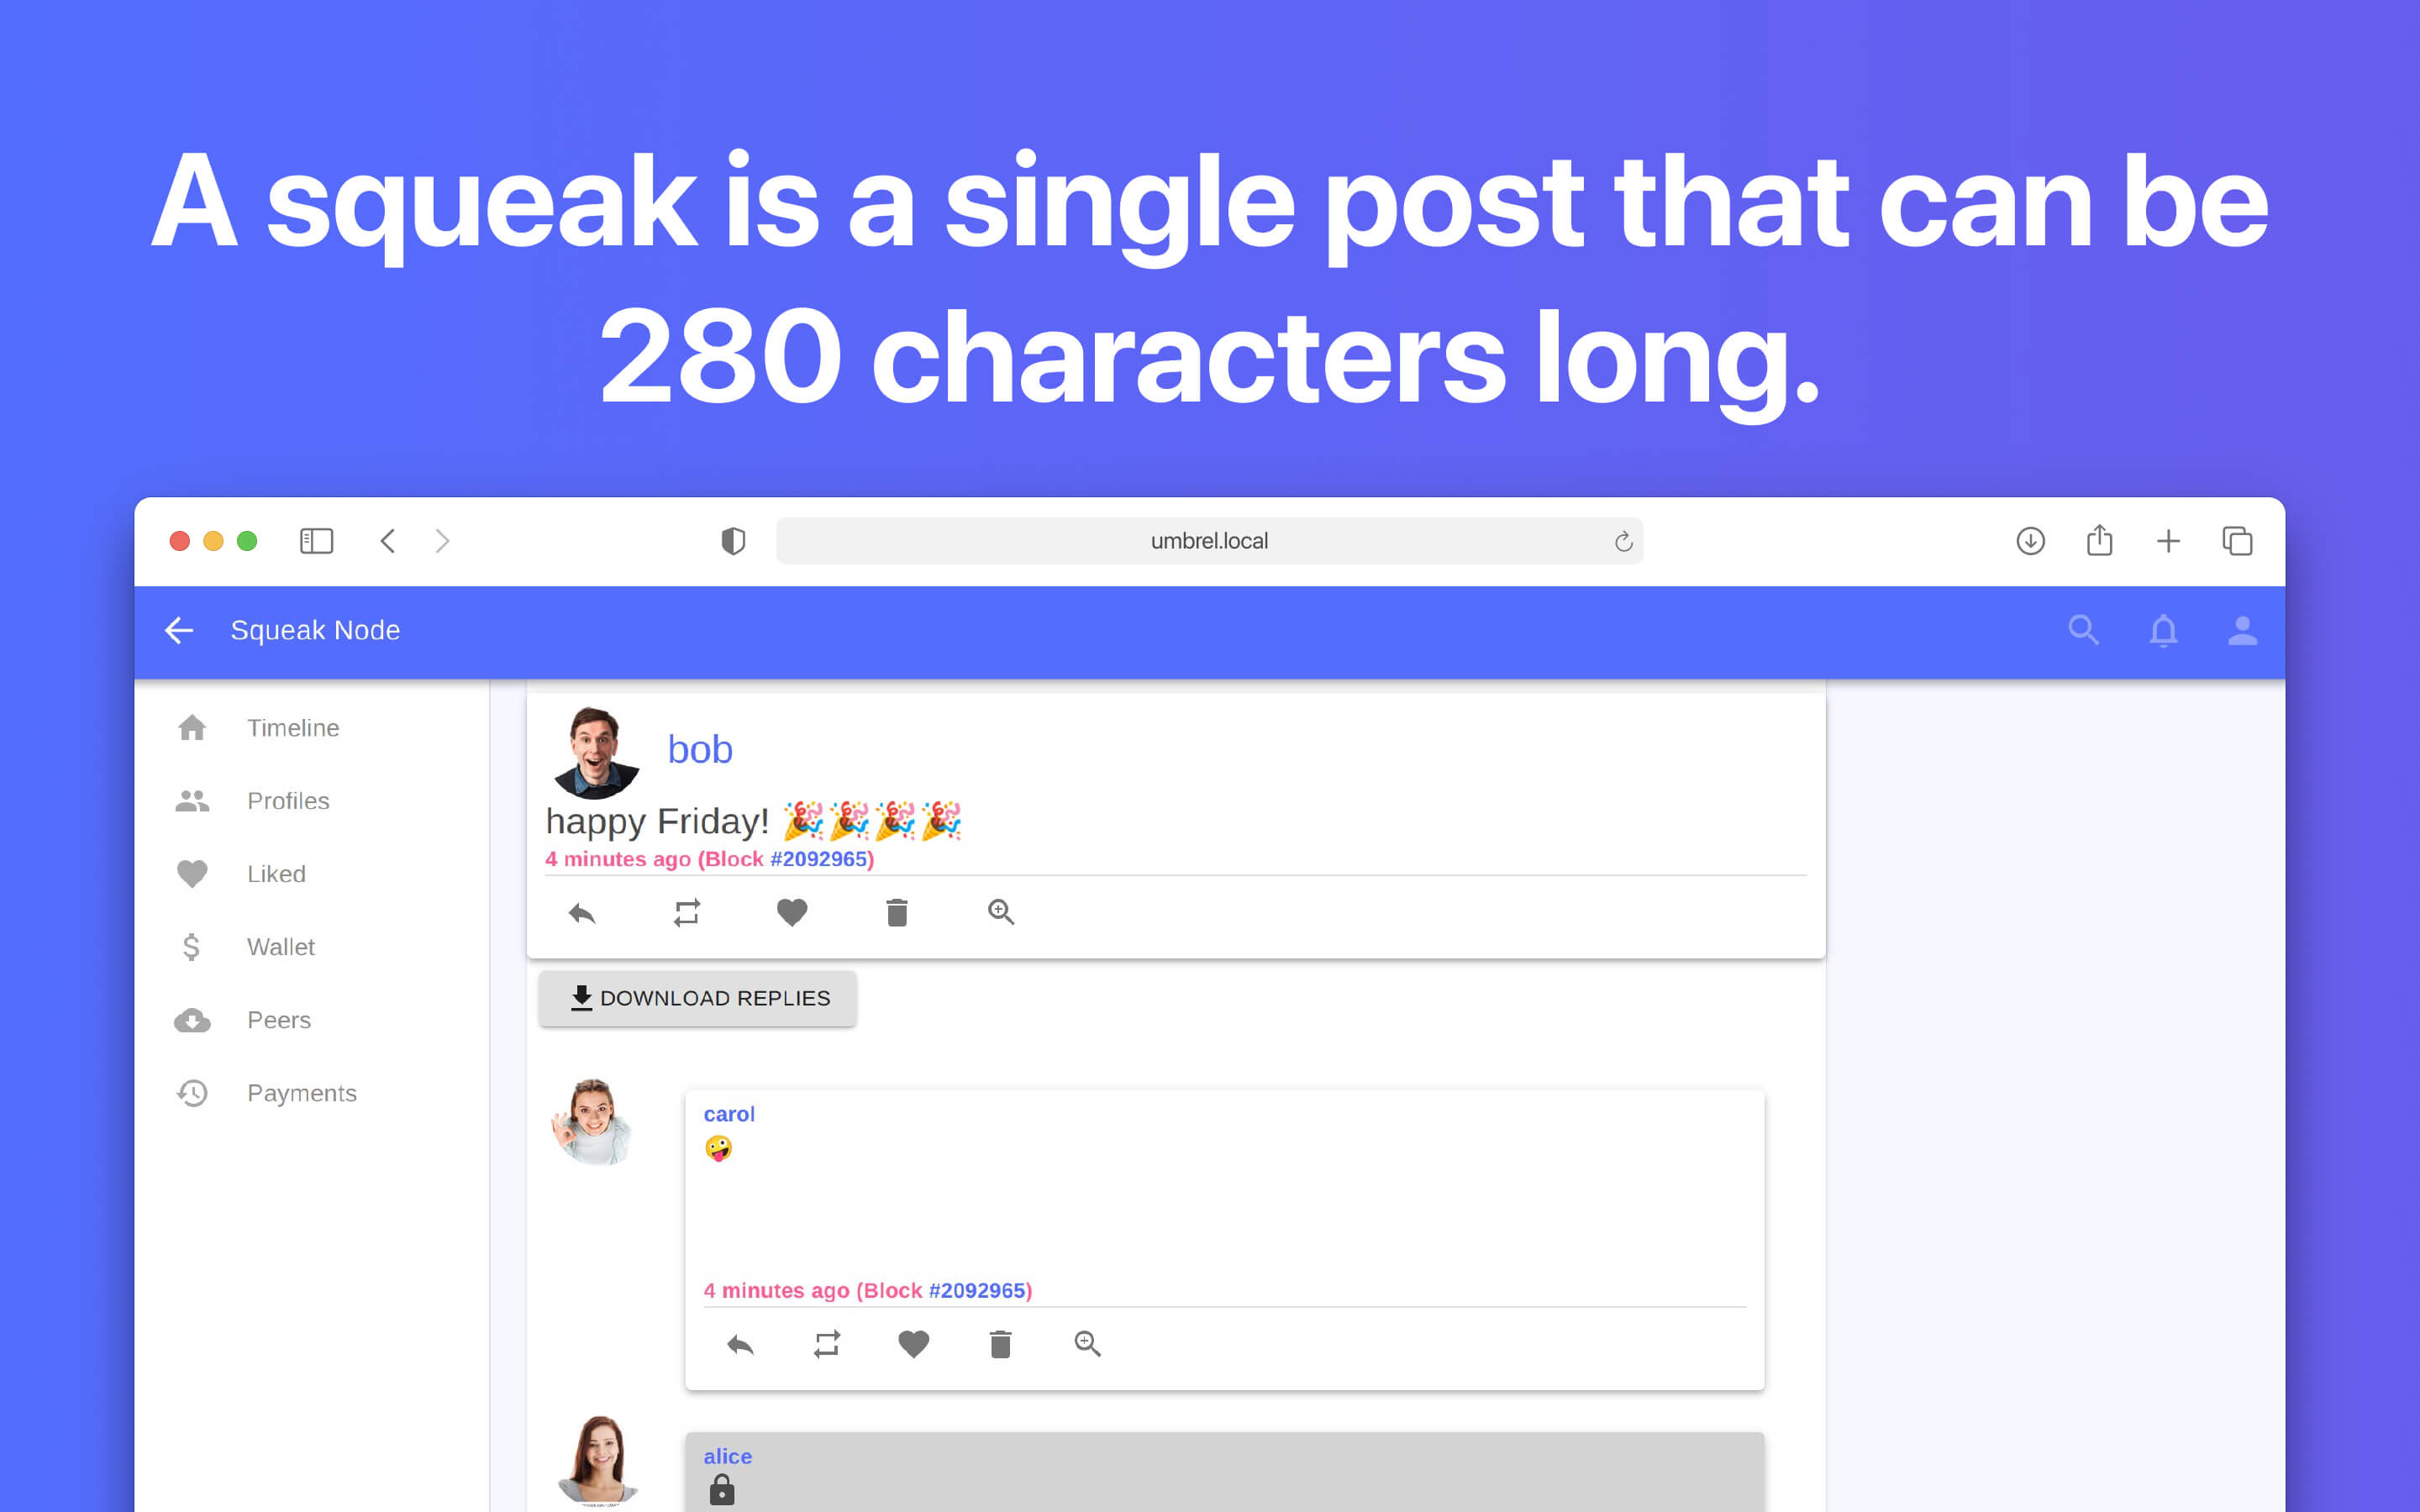 A squeak is a single post that can be
280 characters long.
umbrel.local
Squeak Node
Timeline
Profiles
Liked
Wallet
Peers
Payments
bob
happy Friday! 🎉🎉🎉🎉
4 minutes ago (Block #2092965)
DOWNLOAD REPLIES
carol
🤪
4 minutes ago (Block #2092965)
alice